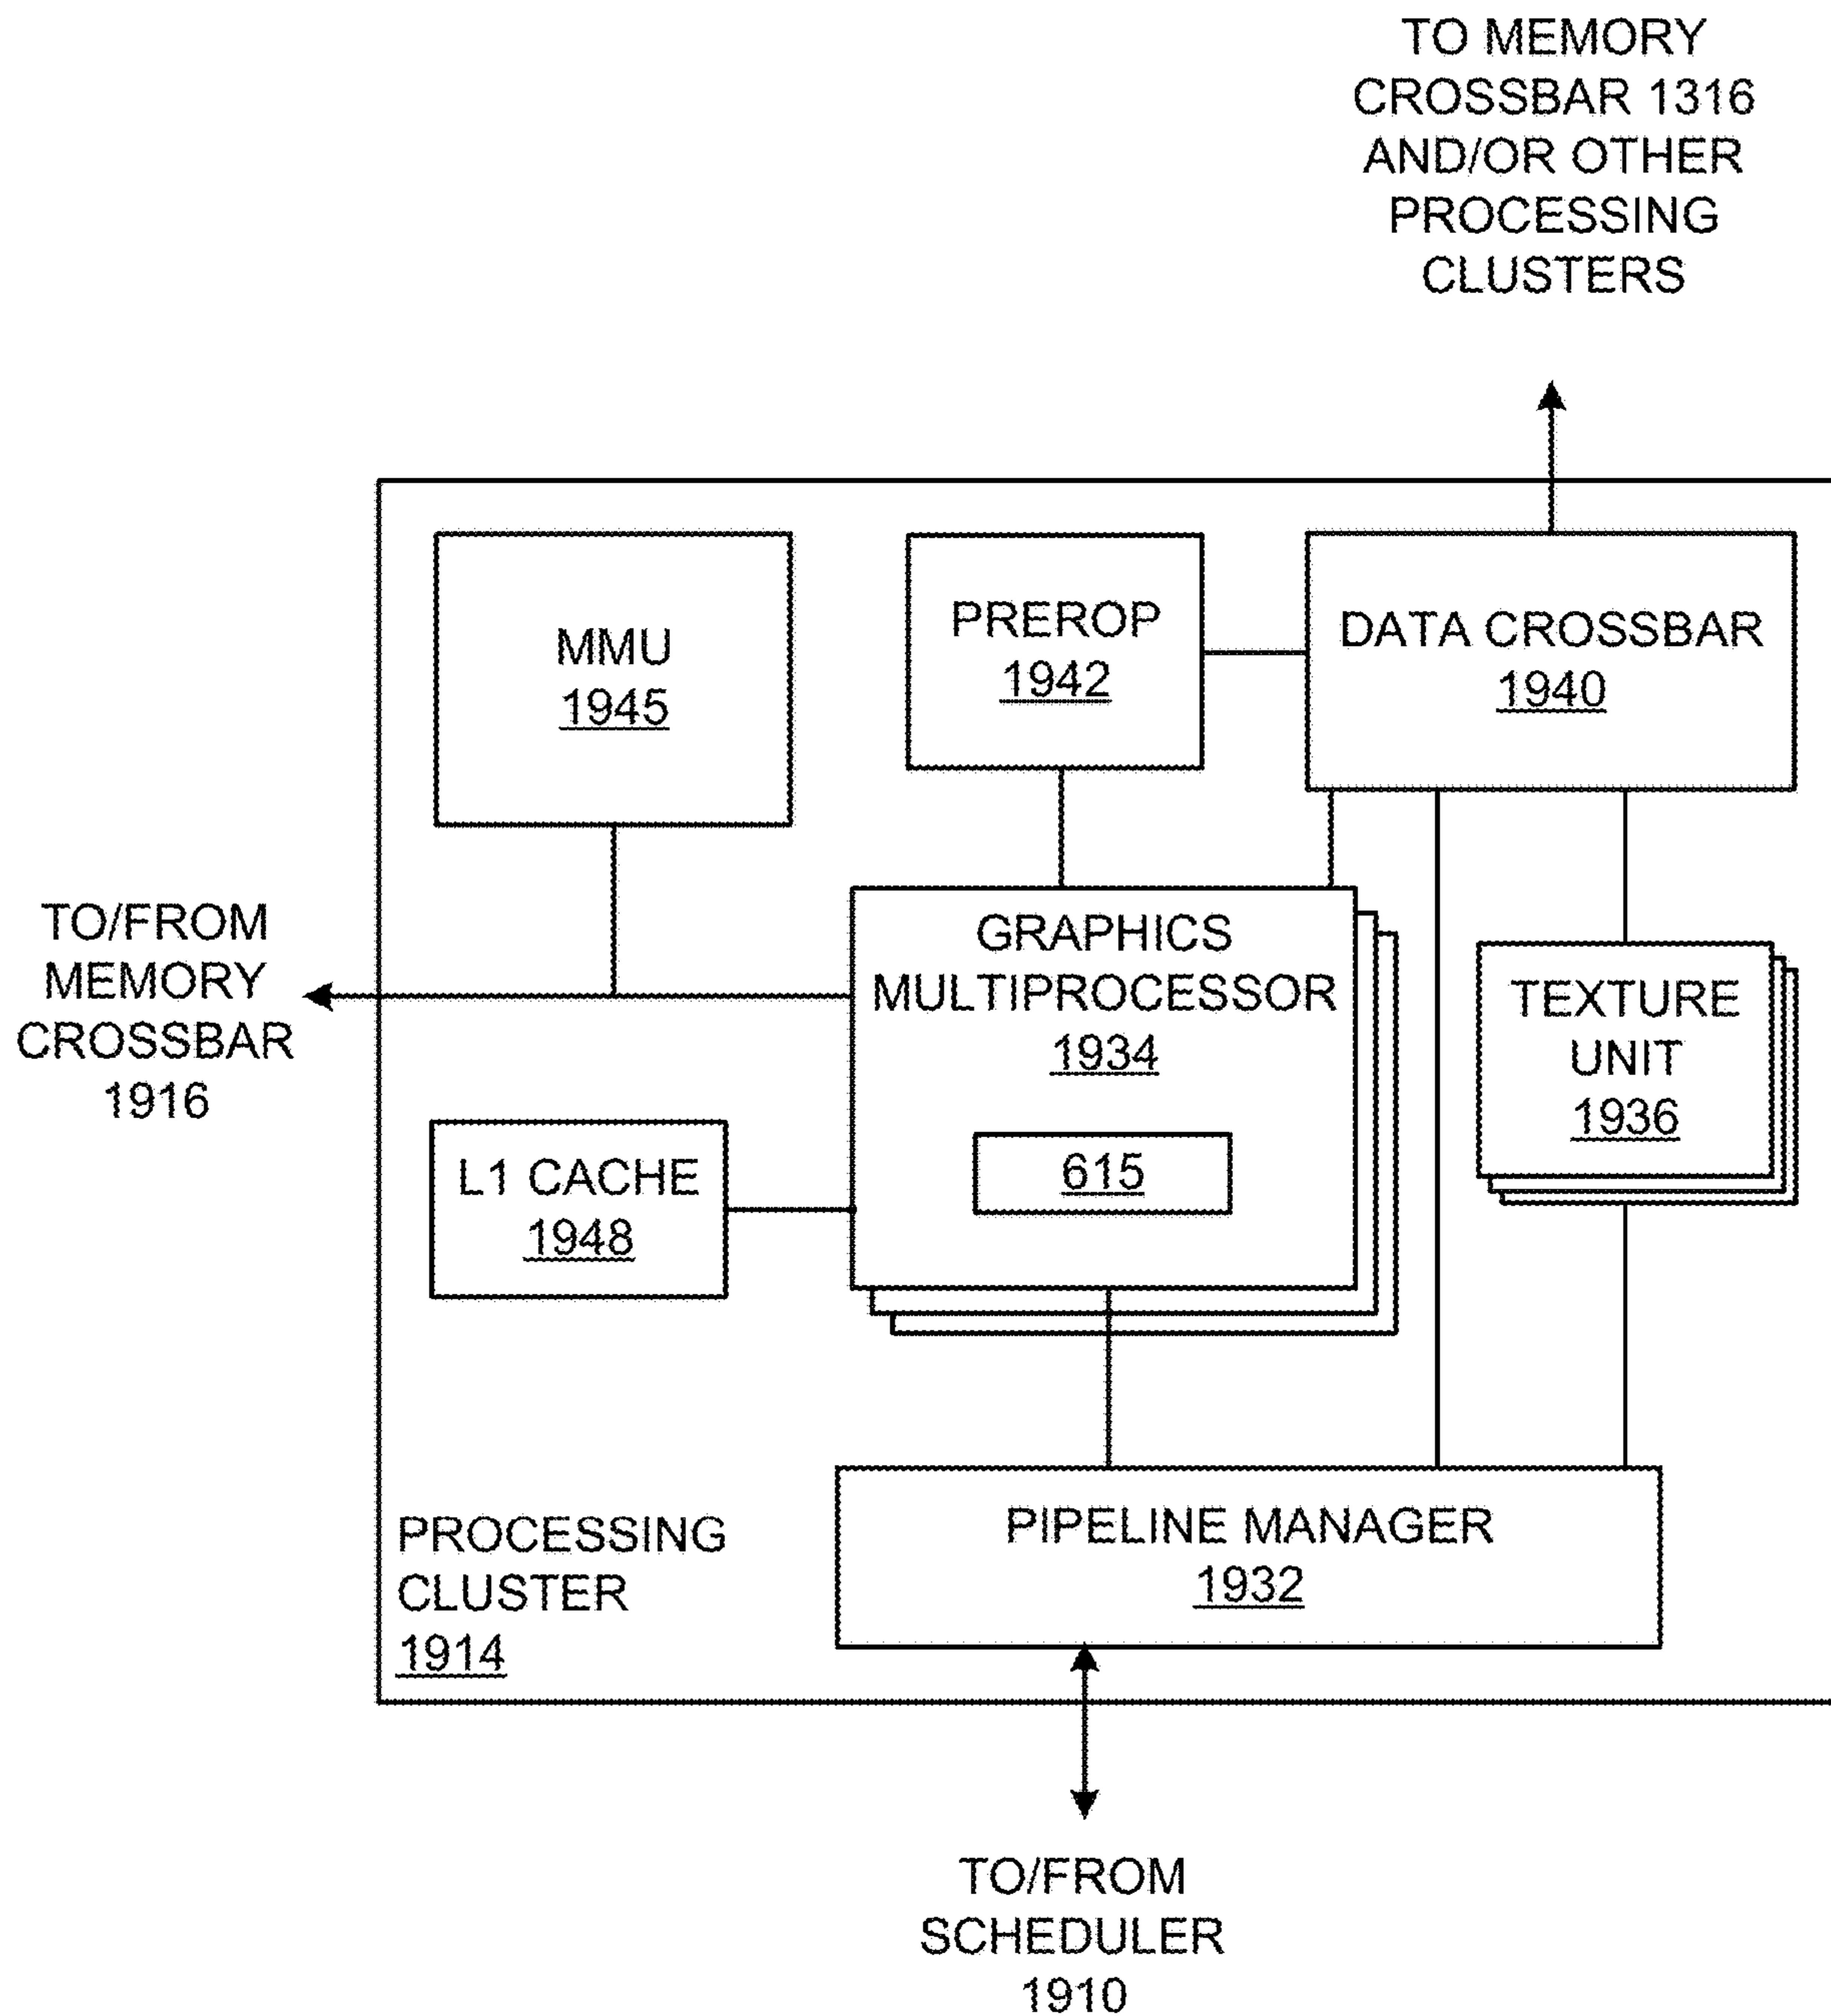 TO MEMORY
CROSSBAR 1316
AND/OR OTHER
PROCESSING
CLUSTERS
MMU
1945
PREROP
1942
DATA CROSSBAR
1940
TO/FROM
MEMORY
CROSSBAR
1916
GRAPHICS
MULTIPROCESSOR
1934
615
TEXTURE
UNIT
1936
L1 CACHE
1948
PIPELINE MANAGER
1932
PROCESSING
CLUSTER
1914
TO/FROM
SCHEDULER
1910